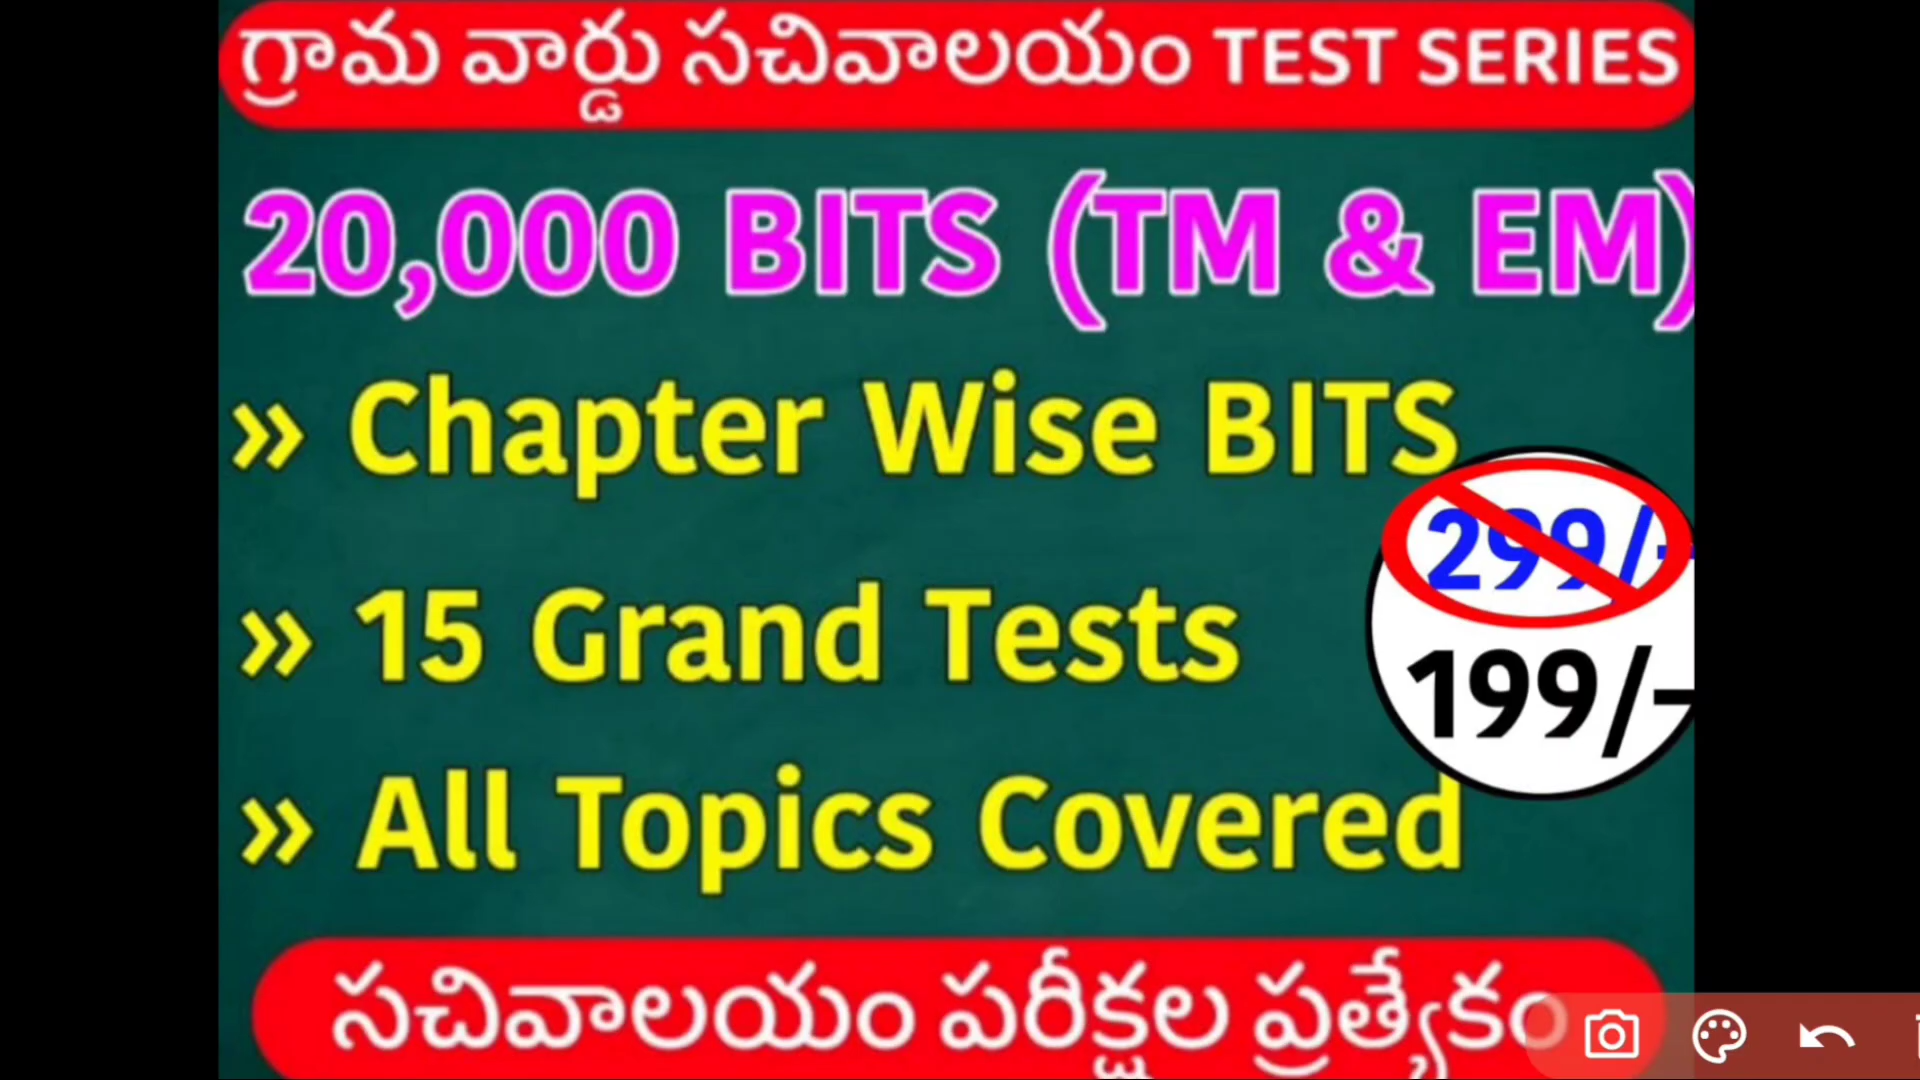 గ్రామ వార్డు సచివాలయం TEST SERIES
20,000 BITS (TM & EM)
» Chapter Wise BITS
299/-
» 15 Grand Tests
199/-
» All Topics Covered
సచివాలయం పరీక్షల ప్రత్యేకం